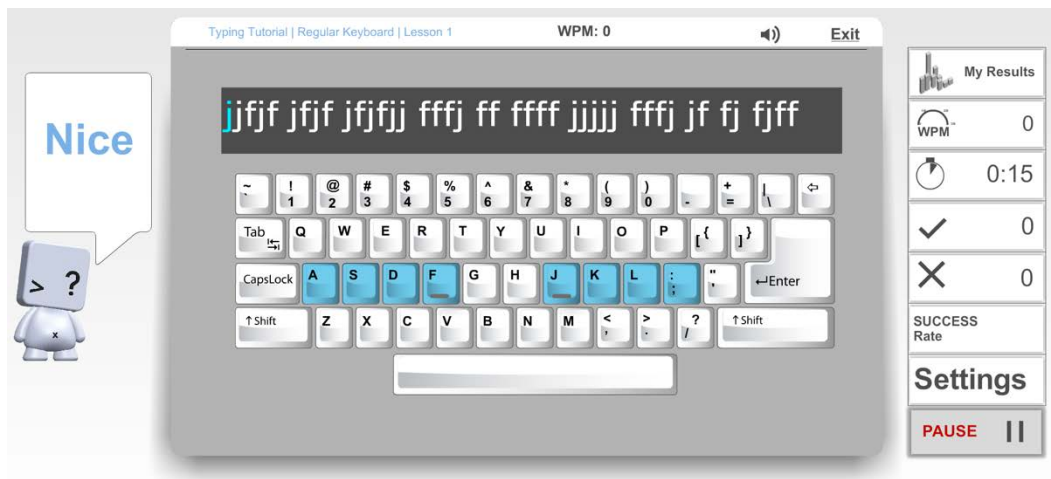 Typing Tutorial | Regular Keyboard | Lesson 1
WPM: 0
Exit
Nice
jjfjf jfjf jfjfjj fffj ff ffff jjjjj fffj jf fj fjff
~ ` ! 1 @ 2 # 3 $ 4 % 5 ^ 6 & 7 * 8 ( 9 ) 0 - + = | \
Tab Q W E R T Y U I O P { [ } ]
CapsLock A S D F G H J K L : ; " ' Enter
Shift Z X C V B N M < , > . ? / Shift
> ?
x
My Results
WPM 0
0:15
0
0
SUCCESS
Rate
Settings
PAUSE